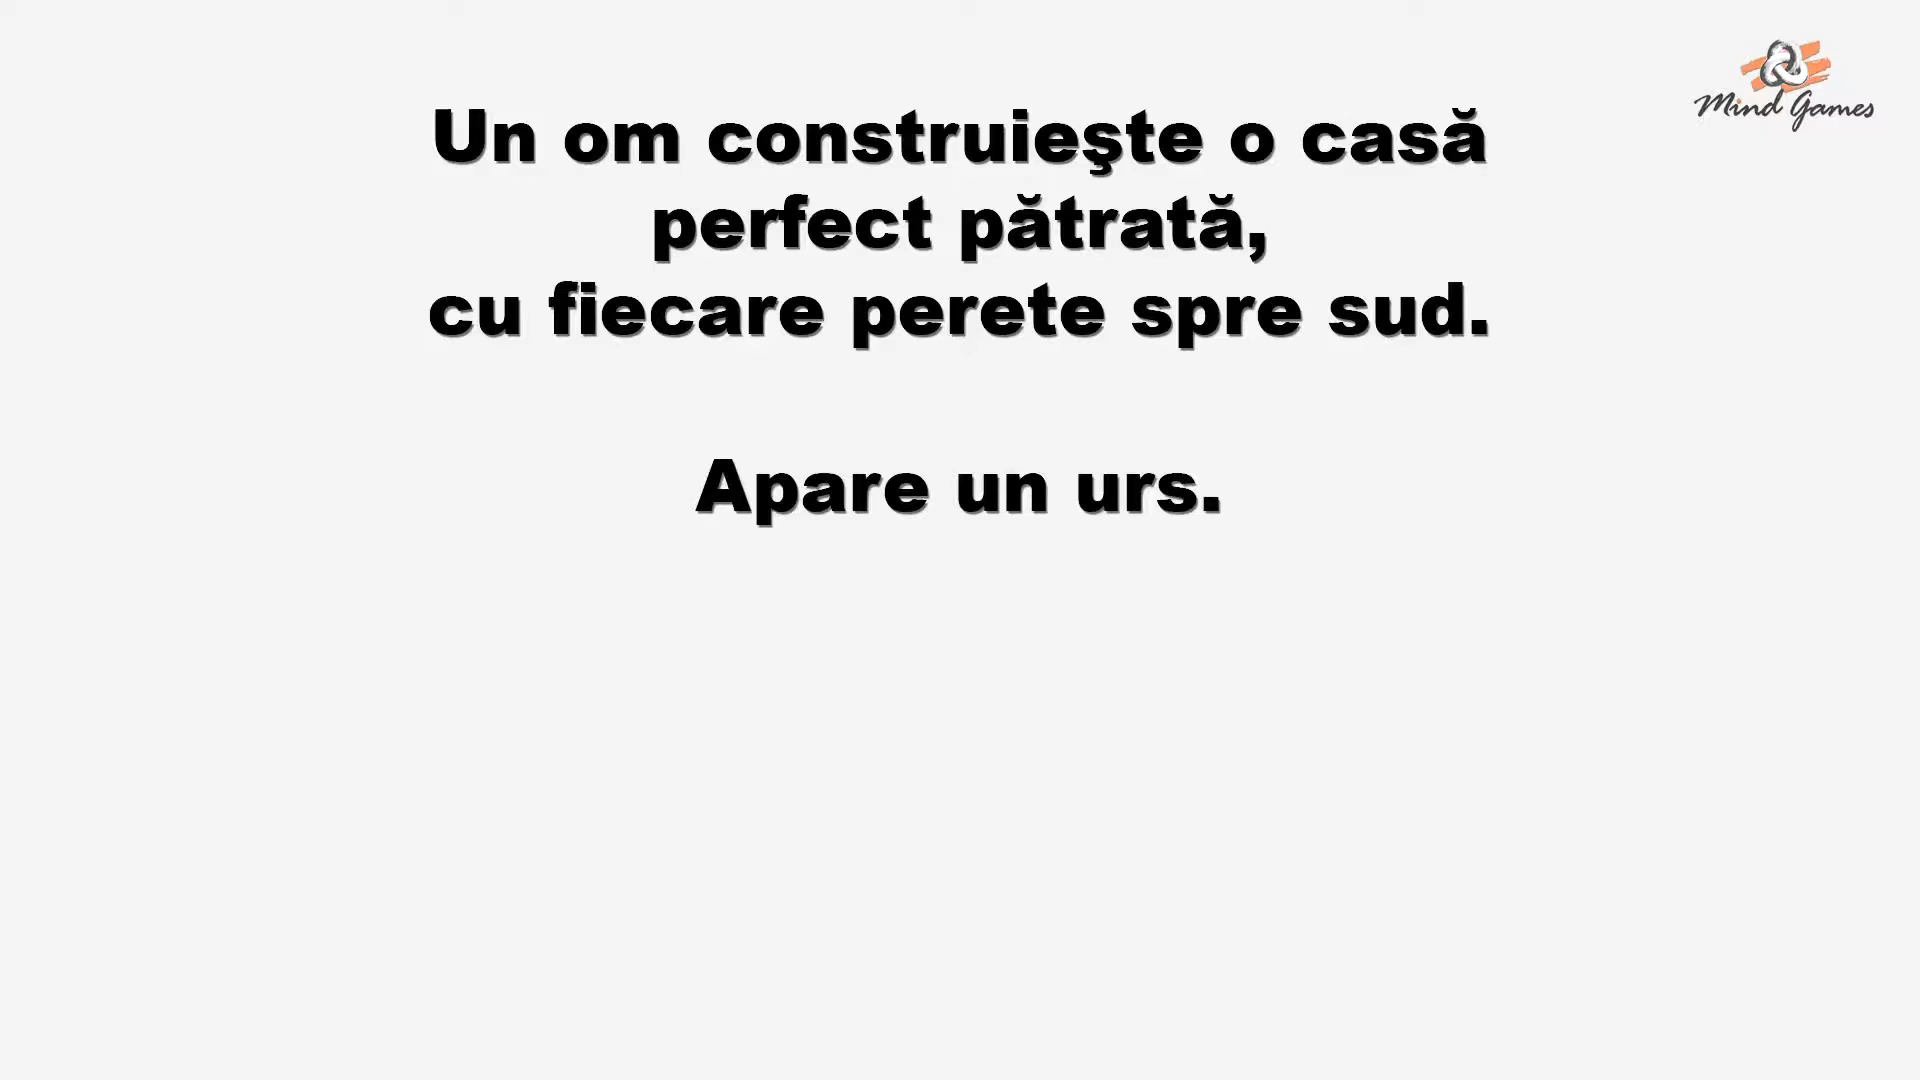 Mind Games
Un om construieşte o casă
perfect pătrată,
cu fiecare perete spre sud.
Apare un urs.